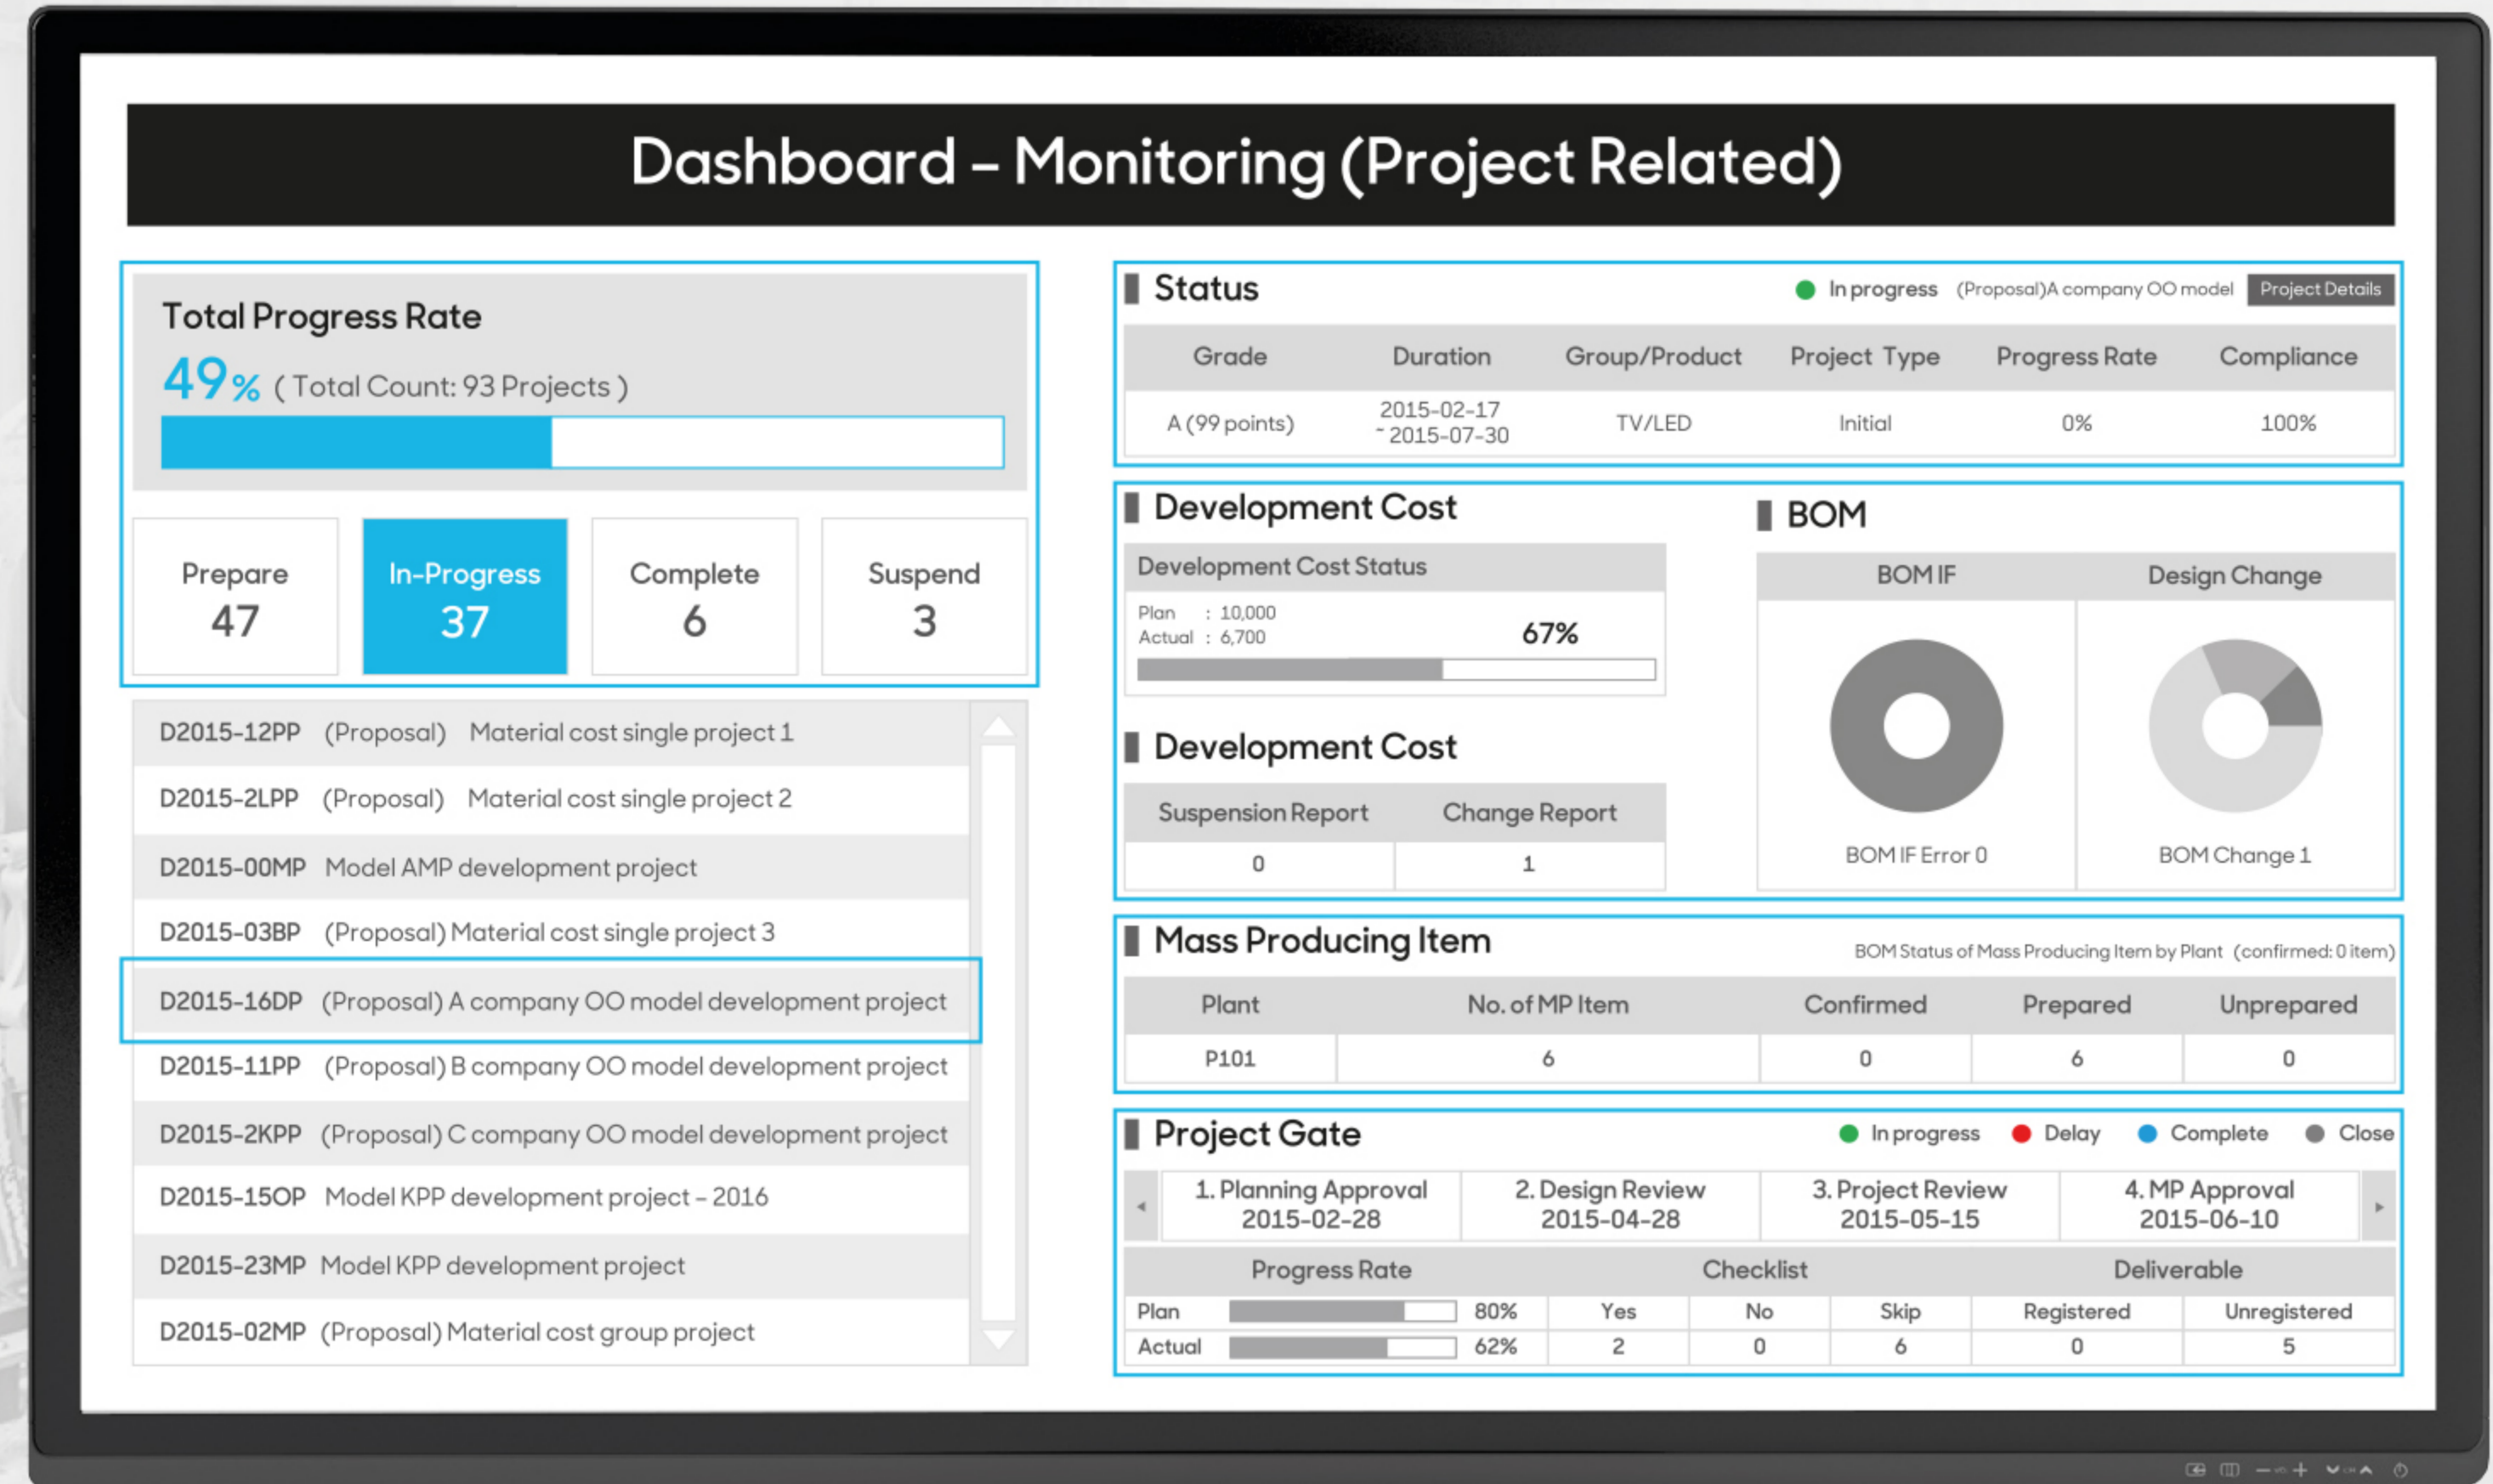 Dashboard – Monitoring (Project Related)
Total Progress Rate
49% ( Total Count: 93 Projects )
Prepare
47
In-Progress
37
Complete
6
Suspend
3
D2015-12PP (Proposal) Material cost single project 1
D2015-2LPP (Proposal) Material cost single project 2
D2015-00MP Model AMP development project
D2015-03BP (Proposal) Material cost single project 3
D2015-16DP (Proposal) A company OO model development project
D2015-11PP (Proposal) B company OO model development project
D2015-2KPP (Proposal) C company OO model development project
D2015-15OP Model KPP development project – 2016
D2015-23MP Model KPP development project
D2015-02MP (Proposal) Material cost group project
Status
In progress (Proposal)A company OO model Project Details
Grade Duration Group/Product Project Type Progress Rate Compliance
A (99 points) 2015-02-17 ~ 2015-07-30 TV/LED Initial 0% 100%
Development Cost
Development Cost Status
Plan : 10,000
Actual : 6,700
67%
Development Cost
Suspension Report Change Report
0 1
BOM
BOM IF Design Change
BOM IF Error 0 BOM Change 1
Mass Producing Item
BOM Status of Mass Producing Item by Plant (confirmed: 0 item)
Plant No. of MP Item Confirmed Prepared Unprepared
P101 6 0 6 0
Project Gate
In progress Delay Complete Close
1. Planning Approval 2. Design Review 3. Project Review 4. MP Approval
2015-02-28 2015-04-28 2015-05-15 2015-06-10
Progress Rate Checklist Deliverable
Plan 80% Yes No Skip Registered Unregistered
Actual 62% 2 0 6 0 5